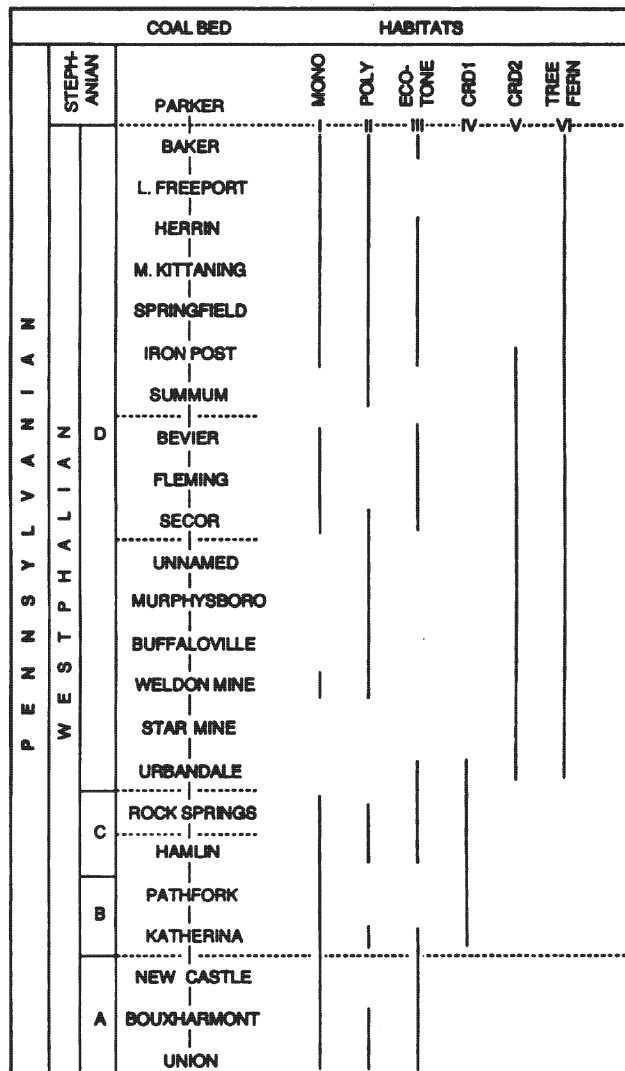 COAL BED HABITATS
STEPH-
ANIAN
MONO
POLY
ECO-
TONE
CRD1
CRD2
TREE
FERN
PARKER
I II III IV V VI
BAKER
L. FREEPORT
HERRIN
M. KITTANING
SPRINGFIELD
IRON POST
SUMMUM
D
BEVIER
FLEMING
SECOR
UNNAMED
MURPHYSBORO
BUFFALOVILLE
WELDON MINE
STAR MINE
URBANDALE
ROCK SPRINGS
C
HAMLIN
PATHFORK
B
KATHERINA
NEW CASTLE
A BOUXHARMONT
UNION
PENNSYLVANIAN
WESTPHALIAN